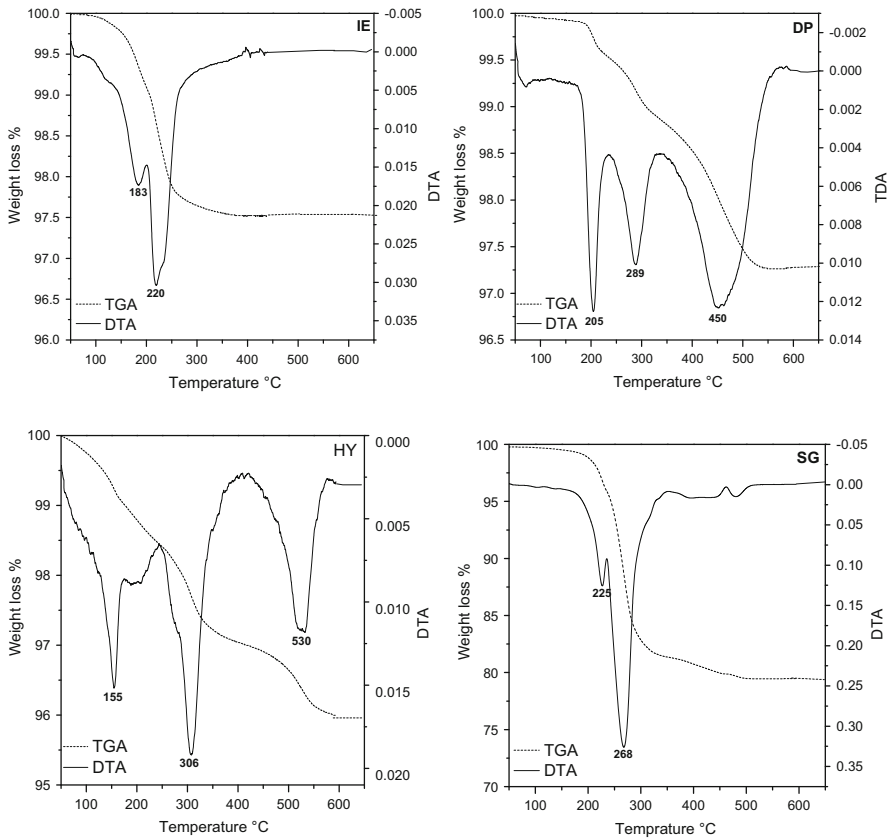 IE
100.0
99.5
99.0
98.5
98.0
97.5
97.0
96.5
96.0
Weight loss %
-0.005
0.000
0.005
0.010
0.015
0.020
0.025
0.030
0.035
DTA
183
220
TGA
DTA
100 200 300 400 500 600
Temperature °C
DP
100.0
99.5
99.0
98.5
98.0
97.5
97.0
96.5
Weight loss %
-0.002
0.000
0.002
0.004
0.006
0.008
0.010
0.012
0.014
TDA
205
289
450
TGA
DTA
100 200 300 400 500 600
Temperature °C
HY
100
99
98
97
96
95
Weight loss %
0.000
0.005
0.010
0.015
0.020
DTA
155
306
530
TGA
DTA
100 200 300 400 500 600
Temperature °C
SG
100
95
90
85
80
75
70
Weight loss %
-0.05
0.00
0.05
0.10
0.15
0.20
0.25
0.30
0.35
DTA
225
268
TGA
DTA
100 200 300 400 500 600
Temperature °C